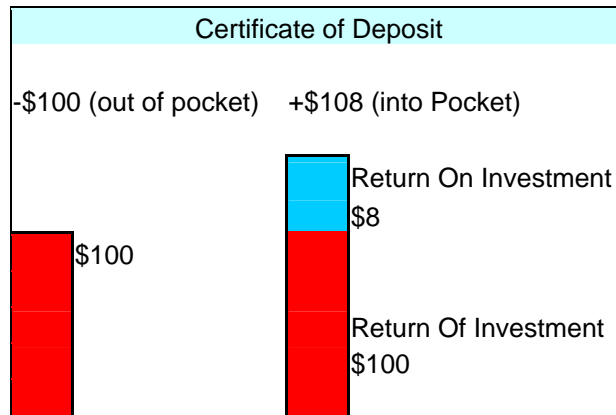 Certificate of Deposit
-$100 (out of pocket) +$108 (into Pocket)
Return On Investment
$8
$100
Return Of Investment
$100